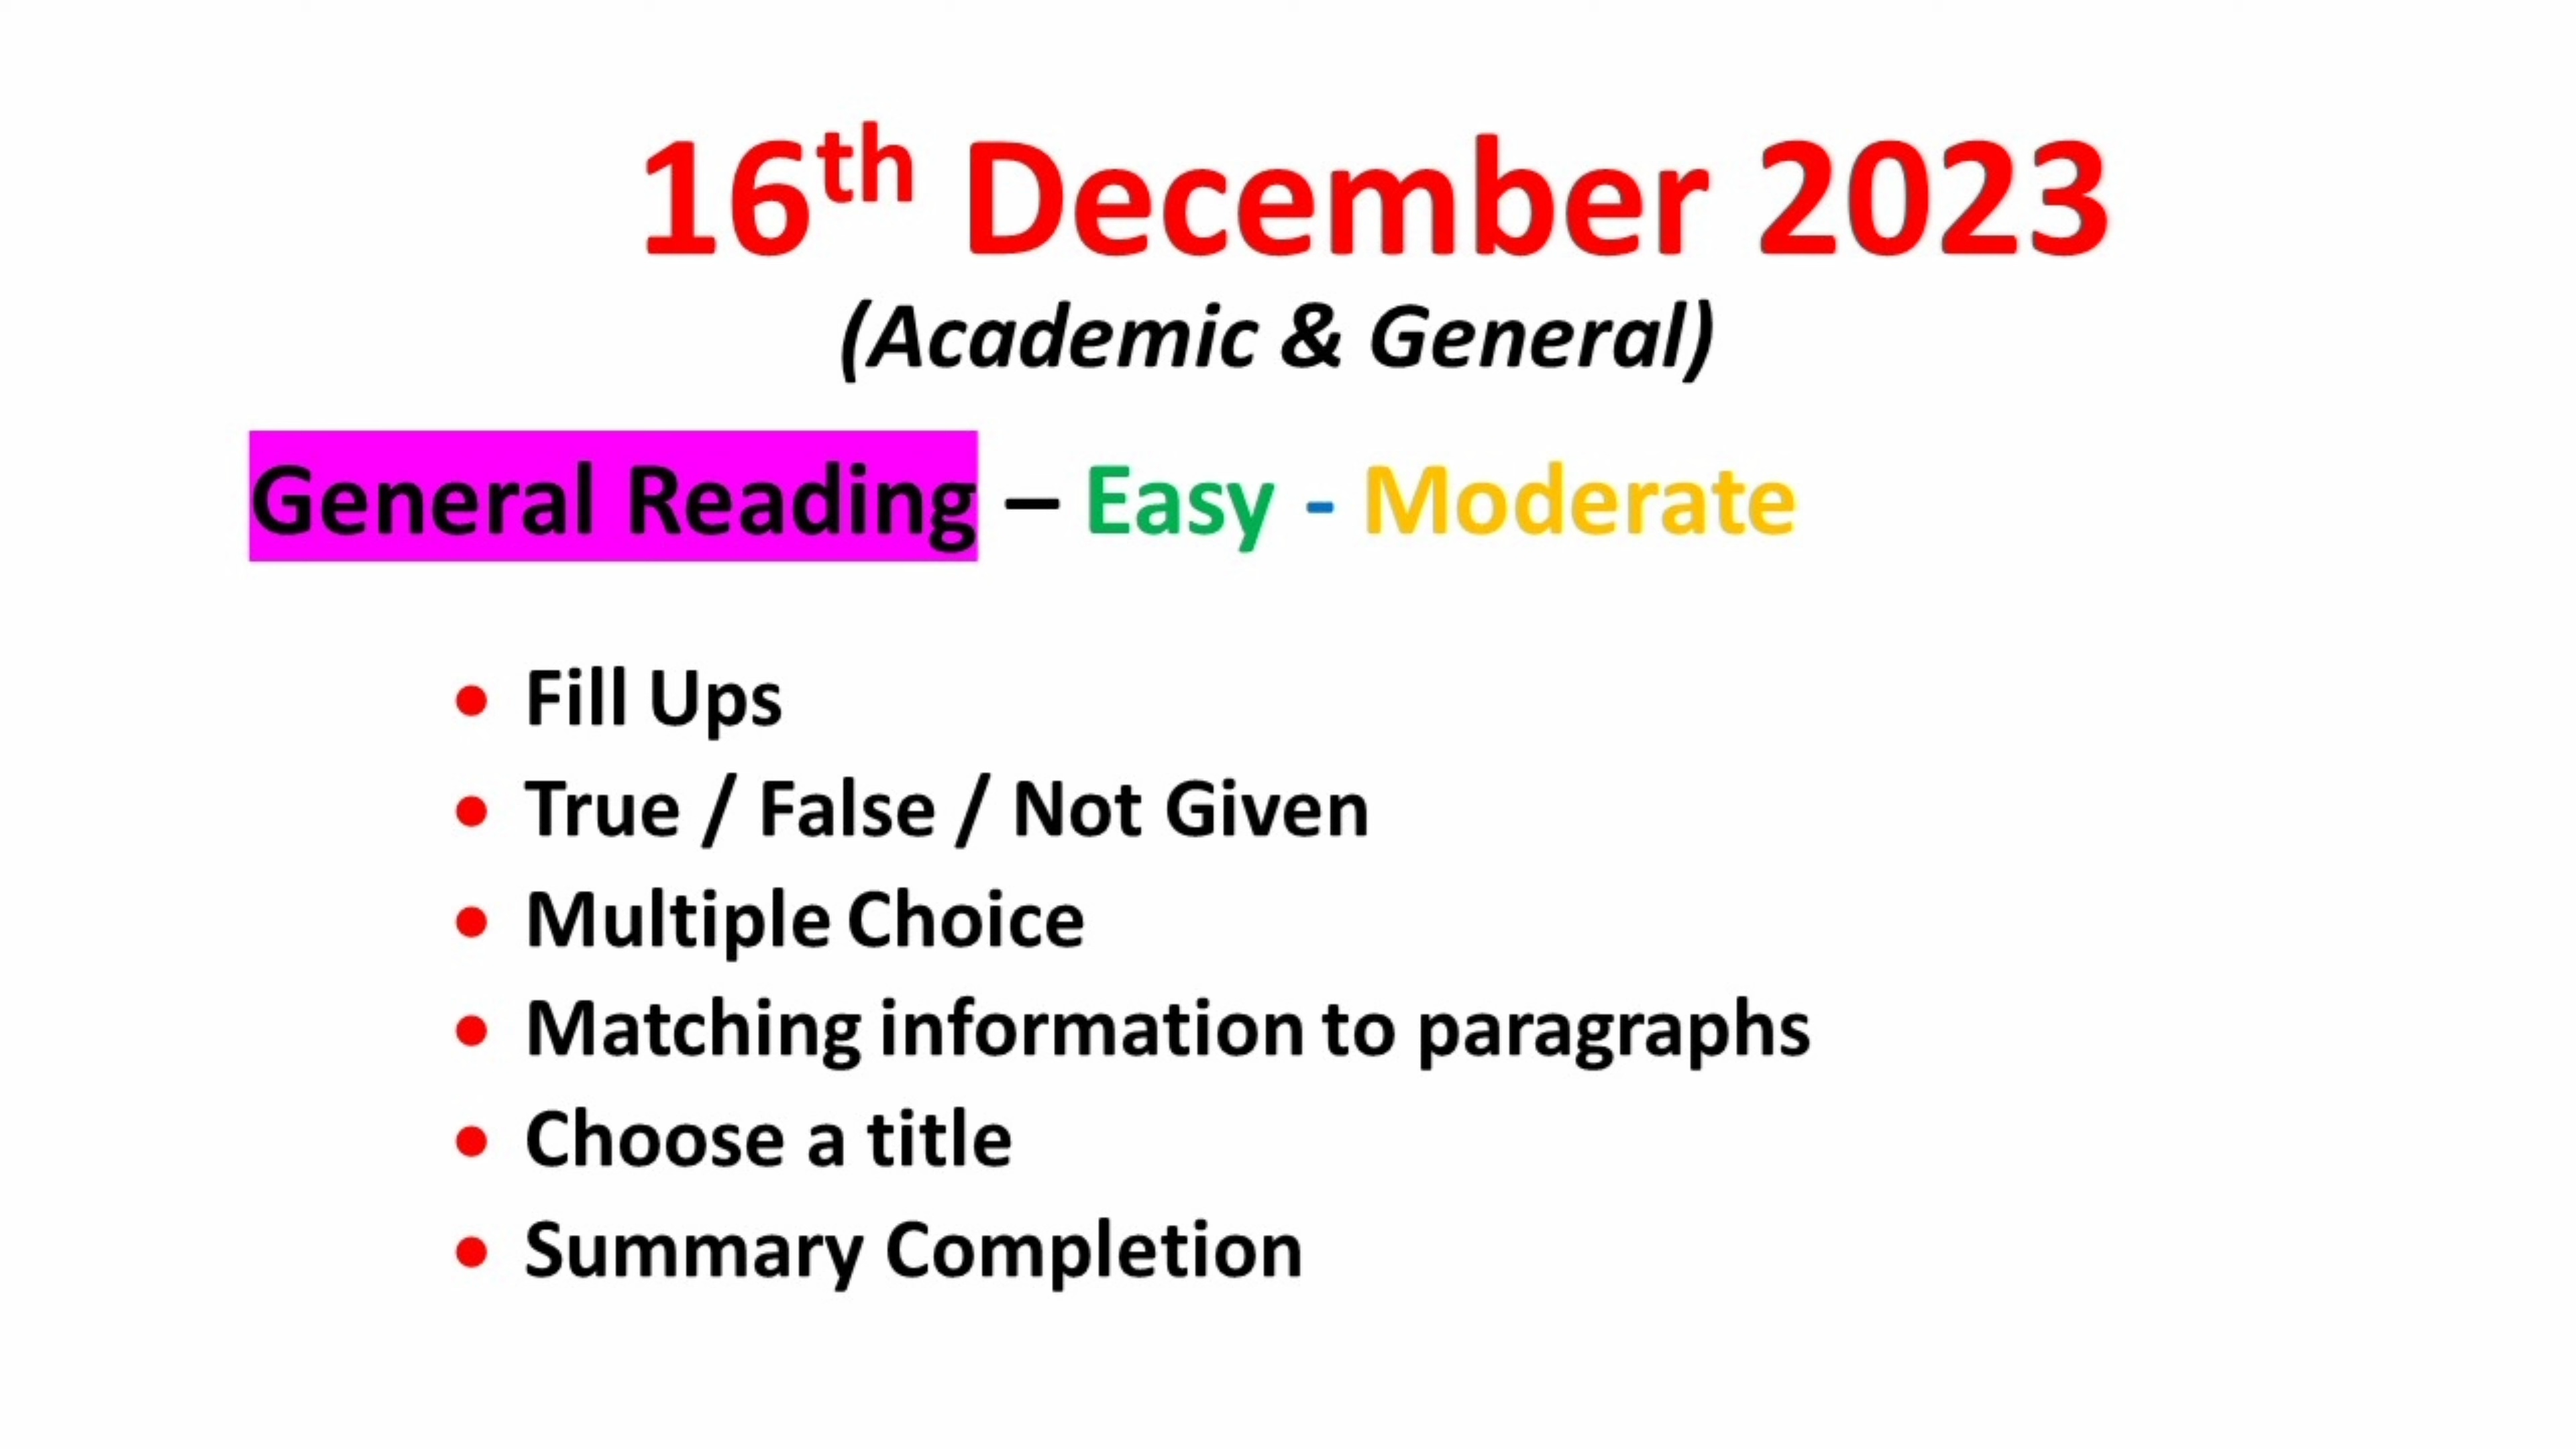 16th December 2023
(Academic & General)
General Reading – Easy - Moderate
• Fill Ups
• True / False / Not Given
• Multiple Choice
• Matching information to paragraphs
• Choose a title
• Summary Completion